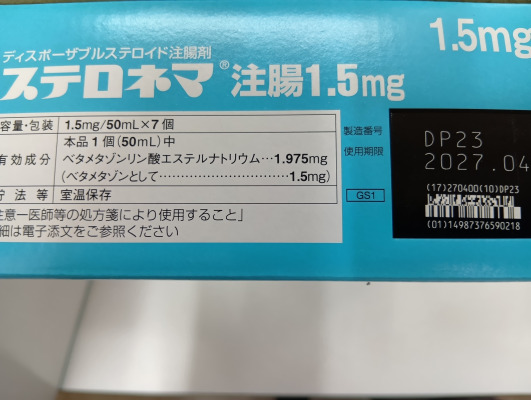 1.5mg
ディスポーザブルステロイド注腸剤
ステロネマ® 注腸1.5mg
容量・包装 1.5mg/50mL×7個
有効成分 本品1個(50mL)中
ベタメタゾンリン酸エステルナトリウム…1.975mg
(ベタメタゾンとして……………………………1.5mg)
貯法等 室温保存
注意ー医師等の処方箋により使用すること」
細は電子添文をご参照ください
製造番号 DP23
使用期限 2027.04
GS1
(17)270400(10)DP23
(01)14987376590218